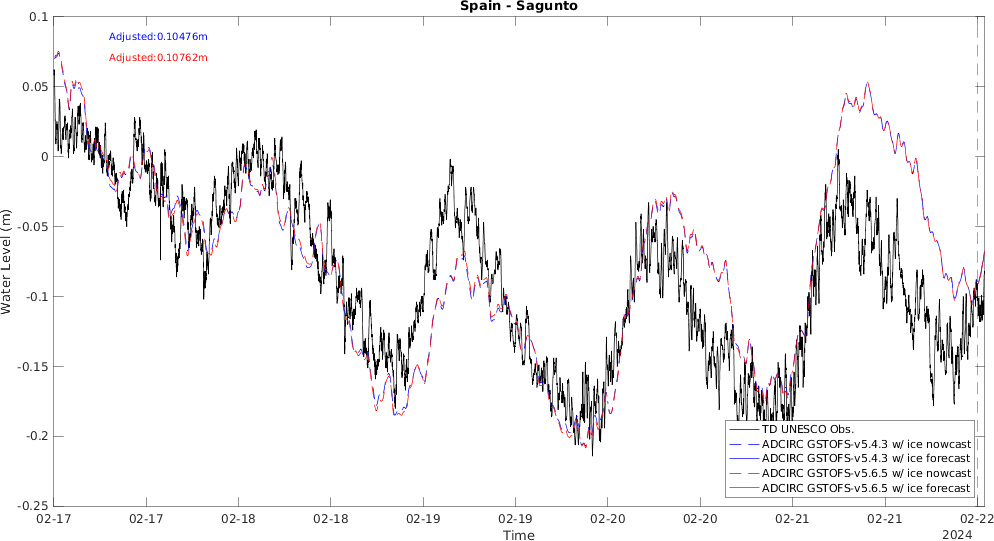 Spain - Sagunto
Adjusted:0.10476m
Adjusted:0.10762m
0.1
0.05
0
-0.05
-0.1
-0.15
-0.2
-0.25
Water Level (m)
TD UNESCO Obs.
ADCIRC GSTOFS-v5.4.3 w/ ice nowcast
ADCIRC GSTOFS-v5.4.3 w/ ice forecast
ADCIRC GSTOFS-v5.6.5 w/ ice nowcast
ADCIRC GSTOFS-v5.6.5 w/ ice forecast
02-17 02-17 02-18 02-18 02-19 02-19 02-20 02-20 02-21 02-21 02-22
Time
2024